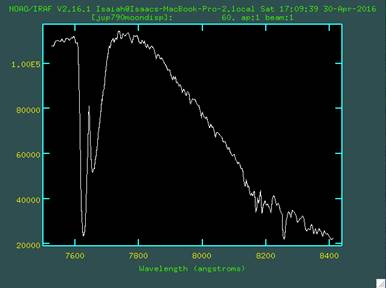 NOAO/IRAF V2.16.1 Isaiah@Isaacs-MacBook-Pro-2.local Sat 17:09:39 30-Apr-2016
[jup790moondisp]: 60. ap:1 beam:1
1.00E5
80000
60000
40000
20000
7600 7800 8000 8200 8400
Wavelength (angstroms)